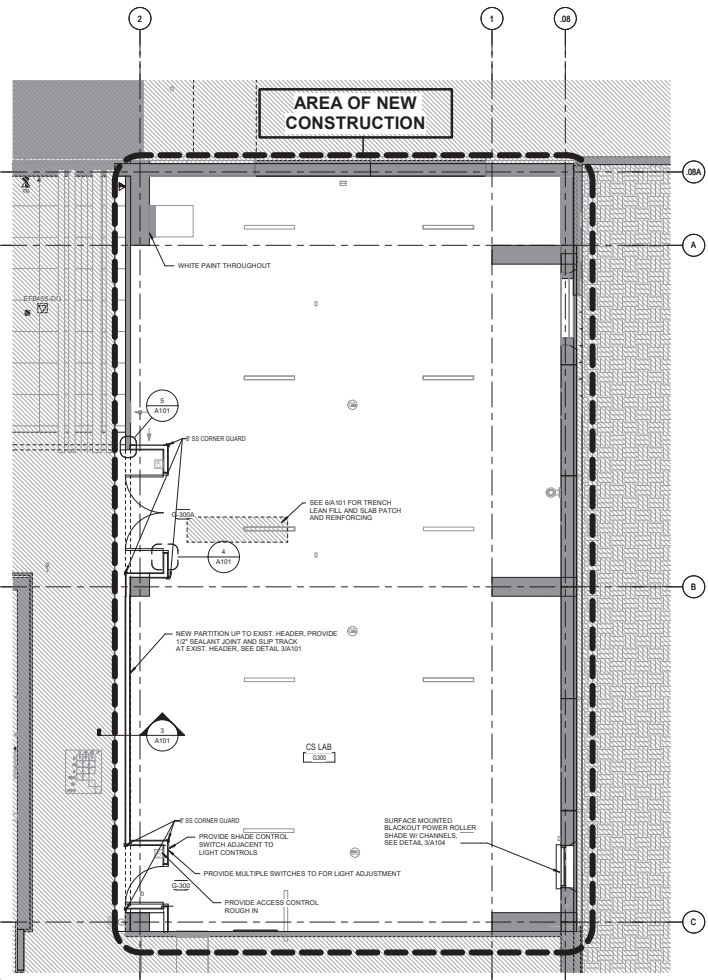 2
1
.08
AREA OF NEW
CONSTRUCTION
.08A
A
WHITE PAINT THROUGHOUT
5
A101
8' SS CORNER GUARD
G-300A
SEE 6/A101 FOR TRENCH
LEAN FILL AND SLAB PATCH
AND REINFORCING
4
A101
B
NEW PARTITION UP TO EXIST. HEADER, PROVIDE
1/2" SEALANT JOINT AND SLIP TRACK
AT EXIST. HEADER, SEE DETAIL 3/A101
3
A101
CS LAB
G300
8' SS CORNER GUARD
PROVIDE SHADE CONTROL
SWITCH ADJACENT TO
LIGHT CONTROLS
SURFACE MOUNTED
BLACKOUT POWER ROLLER
SHADE W/ CHANNELS,
SEE DETAIL 3/A104
PROVIDE MULTIPLE SWITCHES TO FOR LIGHT ADJUSTMENT
G-300
PROVIDE ACCESS CONTROL
ROUGH IN
C